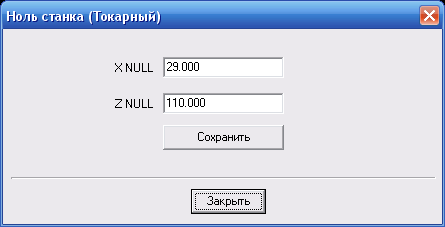 Ноль станка (Токарный)
X NULL 29.000
Z NULL 110.000
Сохранить
Закрыть